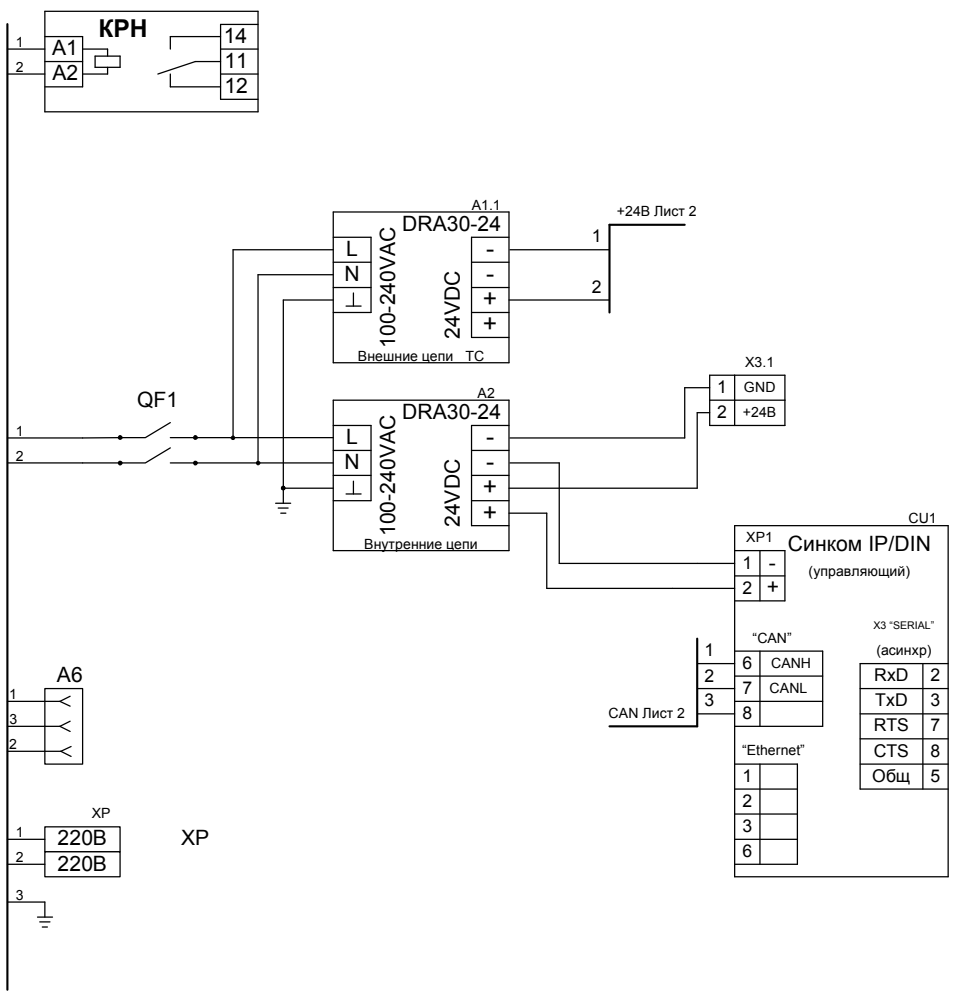 КРН
1 A1 14
2 A2 11
12
A1.1
DRA30-24
+24В Лист 2
L 100-240VAC 24VDC - 1
N -
⊥ + 2
+
Внешние цепи ТС
X3.1
1 GND
2 +24В
QF1
A2
DRA30-24
1 L 100-240VAC 24VDC -
2 N -
⊥ +
+
Внутренние цепи
CU1
XP1 Синком IP/DIN
1 - (управляющий)
2 +
X3 “SERIAL”
(асинхр)
RxD 2
TxD 3
RTS 7
CTS 8
Общ 5
“CAN”
1 6 CANH
2 7 CANL
3 8
CAN Лист 2
“Ethernet”
1
2
3
6
A6
1
3
2
XP
1 220В XP
2 220В
3